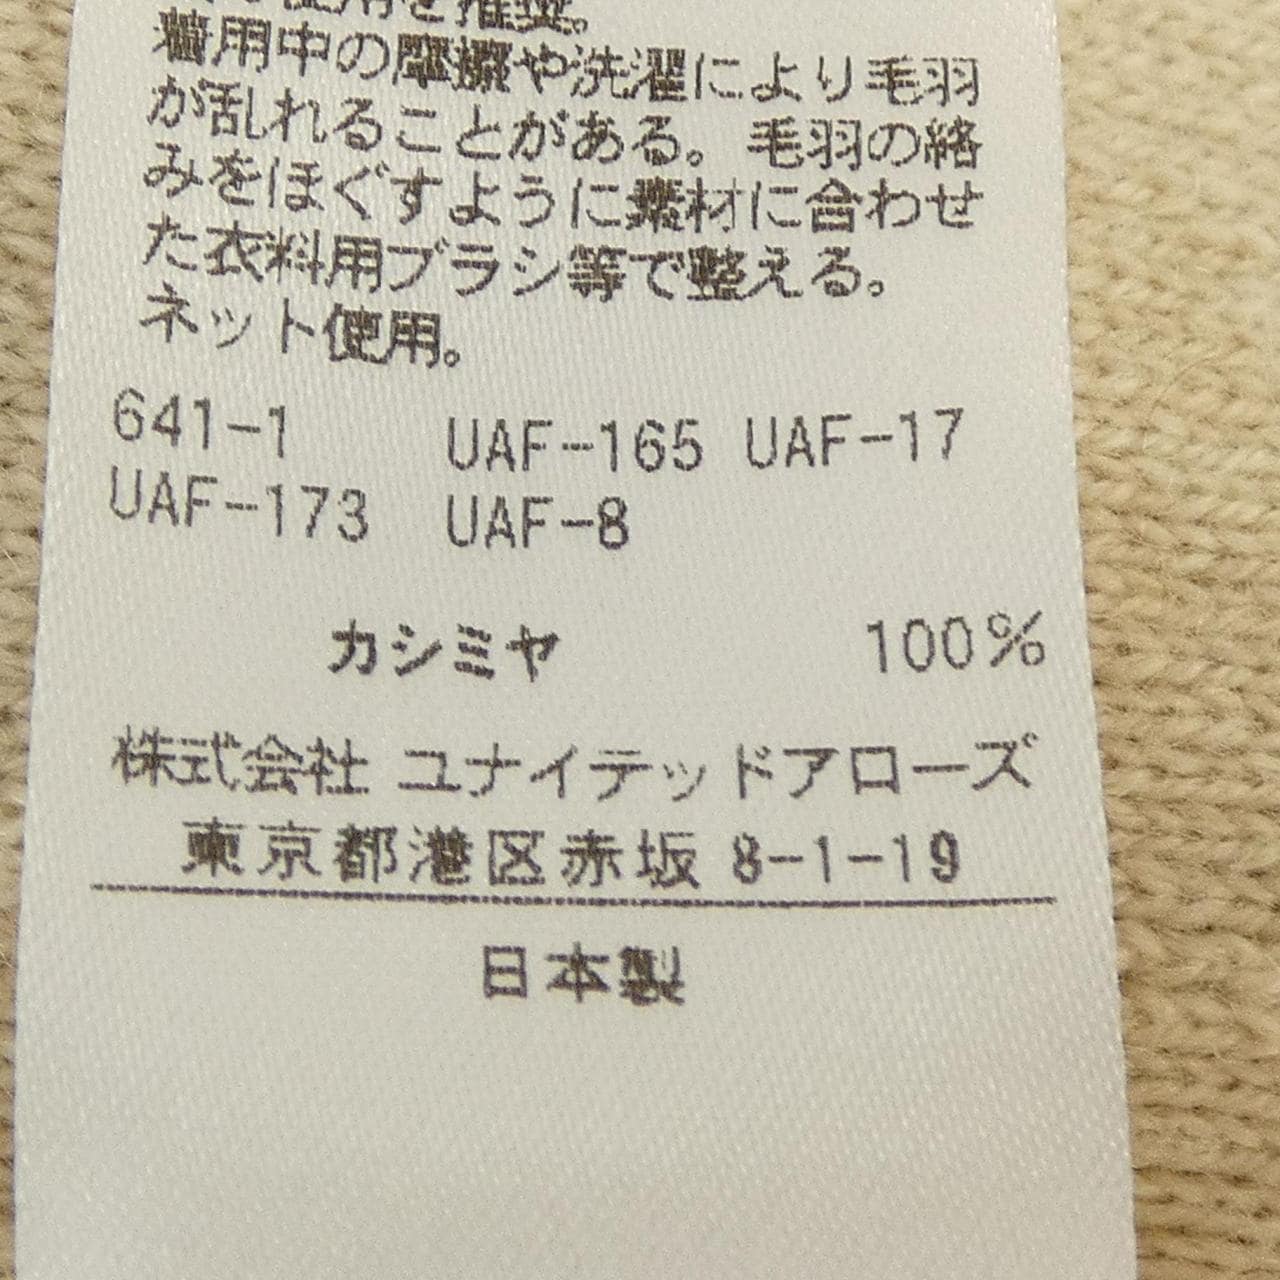 使用を推奨。
着用中の摩擦や洗濯により毛羽
が乱れることがある。毛羽の絡
みをほぐすように素材に合わせ
た衣料用ブラシ等で整える。
ネット使用。
641-1 UAF-165 UAF-17
UAF-173 UAF-8
カシミヤ 100%
株式会社 ユナイテッドアローズ
東京都港区赤坂 8-1-19
日本製